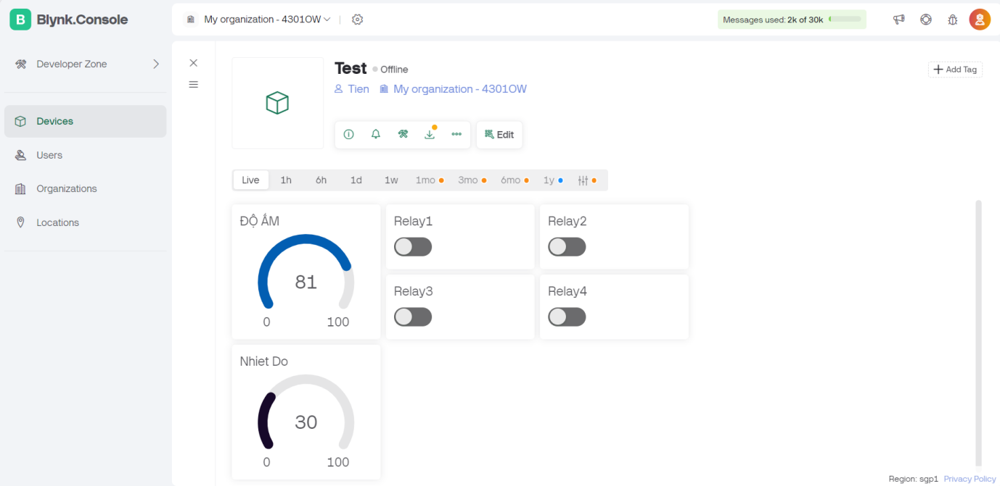 B Blynk.Console
My organization - 4301OW
Messages used: 2k of 30k
Developer Zone
Devices
Users
Organizations
Locations
Test Offline
Tien My organization - 4301OW
Add Tag
Edit
Live 1h 6h 1d 1w 1mo 3mo 6mo 1y
ĐỘ ẨM
81
0 100
Relay1
Relay2
Relay3
Relay4
Nhiet Do
30
0 100
Region: sgp1 Privacy Policy